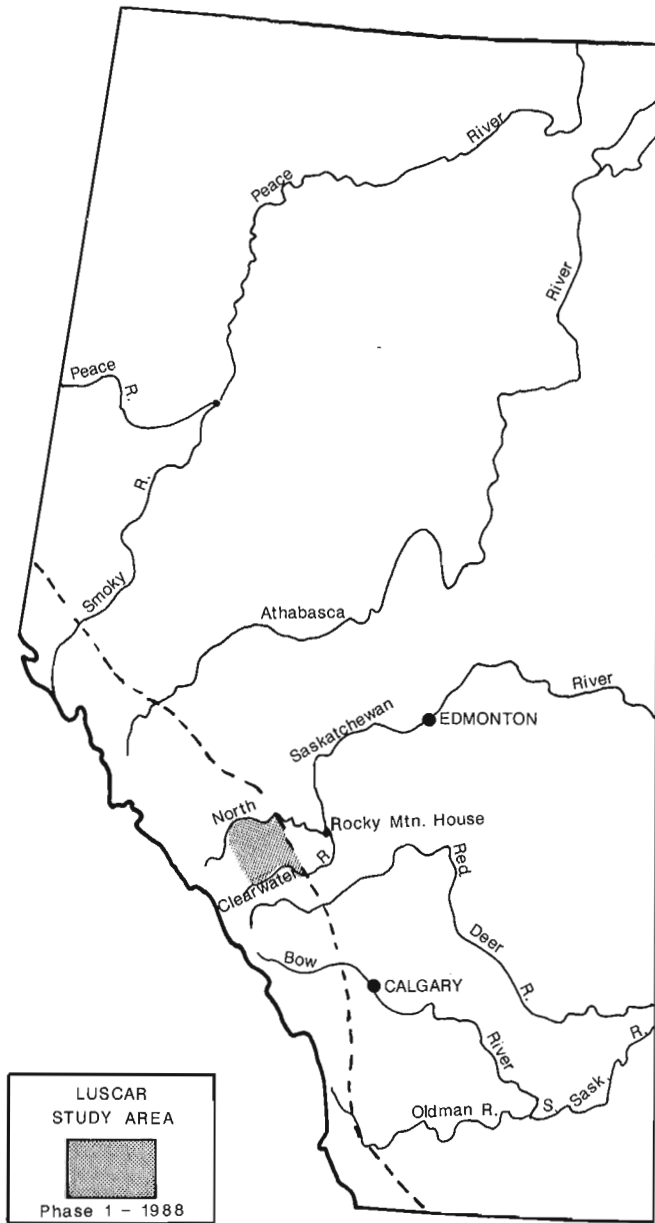 River
Peace
River
Peace
R.
R.
Smoky
Athabasca
River
Saskatchewan
EDMONTON
North
Rocky Mtn. House
R.
Clearwater
Red
Deer
R.
Bow
CALGARY
River
R.
Sask.
S.
Oldman R.
LUSCAR
STUDY AREA
Phase 1 - 1988